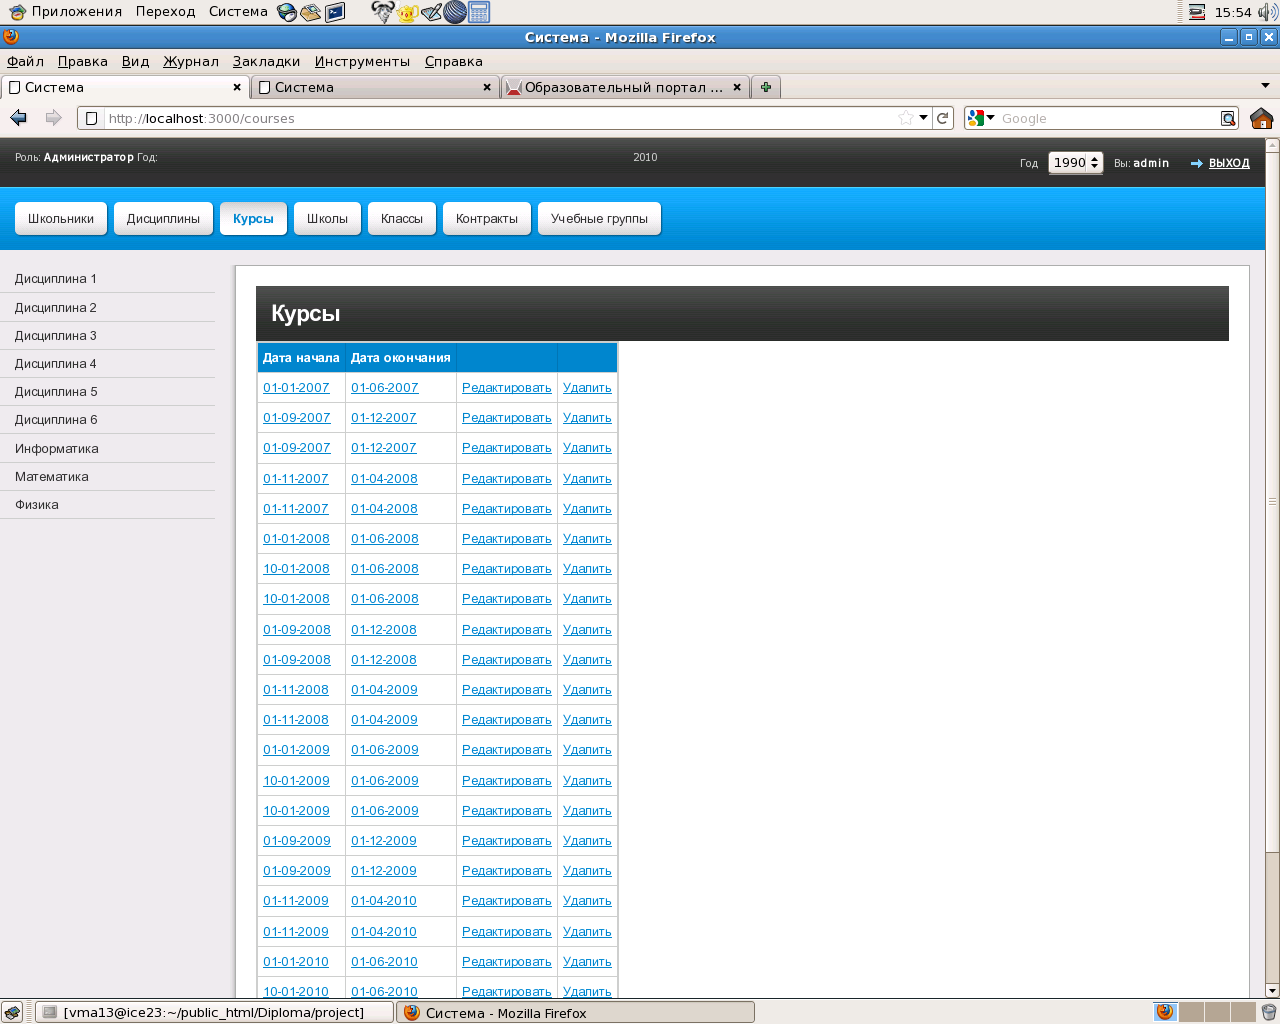 Приложения Переход Система 15:54
Система - Mozilla Firefox
Файл Правка Вид Журнал Закладки Инструменты Справка
Система Система Образовательный портал ...
http://localhost:3000/courses Google
Роль: Администратор Год: 2010 Год 1990 Вы: admin ВЫХОД
Школьники Дисциплины Курсы Школы Классы Контракты Учебные группы
Дисциплина 1
Дисциплина 2
Дисциплина 3
Дисциплина 4
Дисциплина 5
Дисциплина 6
Информатика
Математика
Физика
Курсы
Дата начала Дата окончания
01-01-2007 01-06-2007 Редактировать Удалить
01-09-2007 01-12-2007 Редактировать Удалить
01-09-2007 01-12-2007 Редактировать Удалить
01-11-2007 01-04-2008 Редактировать Удалить
01-11-2007 01-04-2008 Редактировать Удалить
01-01-2008 01-06-2008 Редактировать Удалить
10-01-2008 01-06-2008 Редактировать Удалить
10-01-2008 01-06-2008 Редактировать Удалить
01-09-2008 01-12-2008 Редактировать Удалить
01-09-2008 01-12-2008 Редактировать Удалить
01-11-2008 01-04-2009 Редактировать Удалить
01-11-2008 01-04-2009 Редактировать Удалить
01-01-2009 01-06-2009 Редактировать Удалить
10-01-2009 01-06-2009 Редактировать Удалить
10-01-2009 01-06-2009 Редактировать Удалить
01-09-2009 01-12-2009 Редактировать Удалить
01-09-2009 01-12-2009 Редактировать Удалить
01-11-2009 01-04-2010 Редактировать Удалить
01-11-2009 01-04-2010 Редактировать Удалить
01-01-2010 01-06-2010 Редактировать Удалить
10-01-2010 01-06-2010 Редактировать Удалить
[vma13@ice23:~/public_html/Diploma/project] Система - Mozilla Firefox